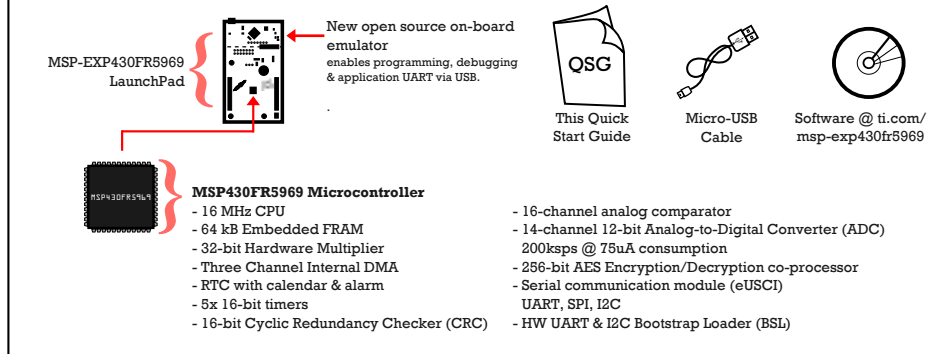 New open source on-board
emulator
enables programming, debugging
& application UART via USB.
.
MSP-EXP430FR5969
LaunchPad
QSG
This Quick
Start Guide
Micro-USB
Cable
Software @ ti.com/
msp-exp430fr5969
MSP430FR5969
MSP430FR5969 Microcontroller
- 16 MHz CPU
- 64 kB Embedded FRAM
- 32-bit Hardware Multiplier
- Three Channel Internal DMA
- RTC with calendar & alarm
- 5x 16-bit timers
- 16-bit Cyclic Redundancy Checker (CRC)
- 16-channel analog comparator
- 14-channel 12-bit Analog-to-Digital Converter (ADC)
200ksps @ 75uA consumption
- 256-bit AES Encryption/Decryption co-processor
- Serial communication module (eUSCI)
UART, SPI, I2C
- HW UART & I2C Bootstrap Loader (BSL)